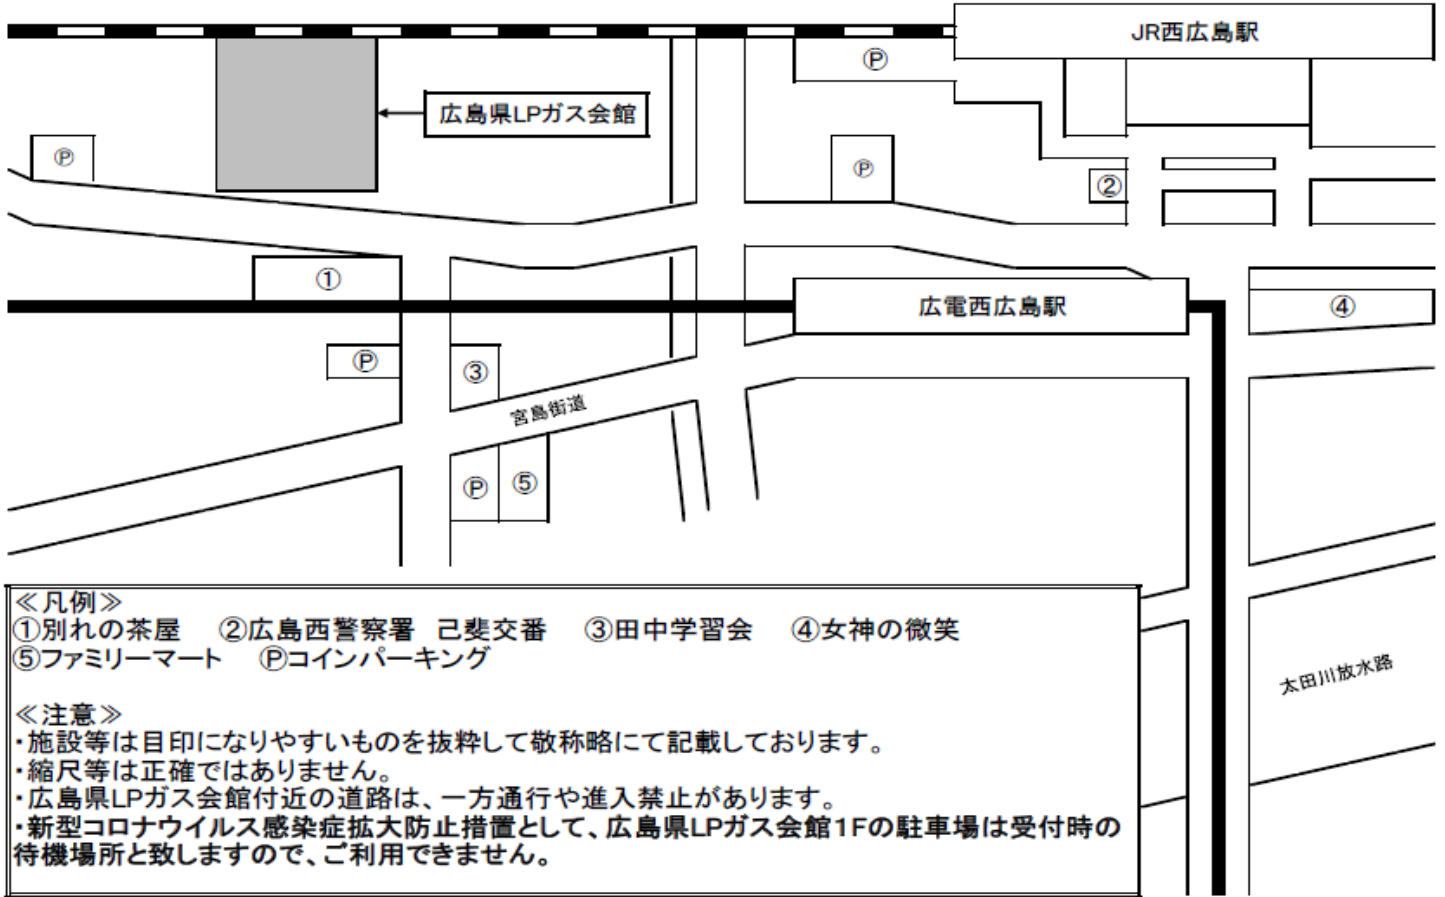 JR西広島駅
Ⓟ
広島県LPガス会館
Ⓟ
Ⓟ
②
①
広電西広島駅
④
Ⓟ
③
宮島街道
Ⓟ
⑤
≪凡例≫
①別れの茶屋 ②広島西警察署 己斐交番 ③田中学習会 ④女神の微笑
⑤ファミリーマート Ⓟコインパーキング
太田川放水路
≪注意≫
・施設等は目印になりやすいものを抜粋して敬称略にて記載しております。
・縮尺等は正確ではありません。
・広島県LPガス会館付近の道路は、一方通行や進入禁止があります。
・新型コロナウイルス感染症拡大防止措置として、広島県LPガス会館1Fの駐車場は受付時の
待機場所と致しますので、ご利用できません。